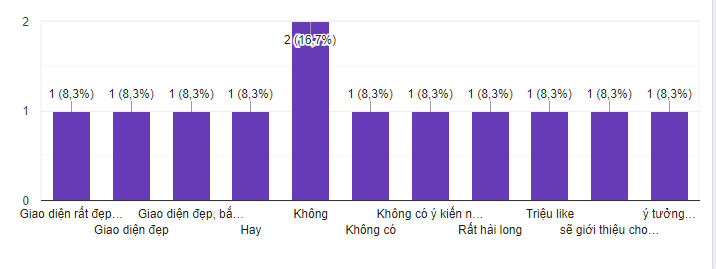 2
1
0
1 (8,3%)
1 (8,3%)
1 (8,3%)
1 (8,3%)
2 (16,7%)
1 (8,3%)
1 (8,3%)
1 (8,3%)
1 (8,3%)
1 (8,3%)
1 (8,3%)
Giao diện rất đẹp…
Giao diện đẹp
Giao diện đẹp, bắ…
Hay
Không
Không có
Không có ý kiến n…
Rất hải long
Triệu like
sẽ giới thiệu cho…
ý tưởng…